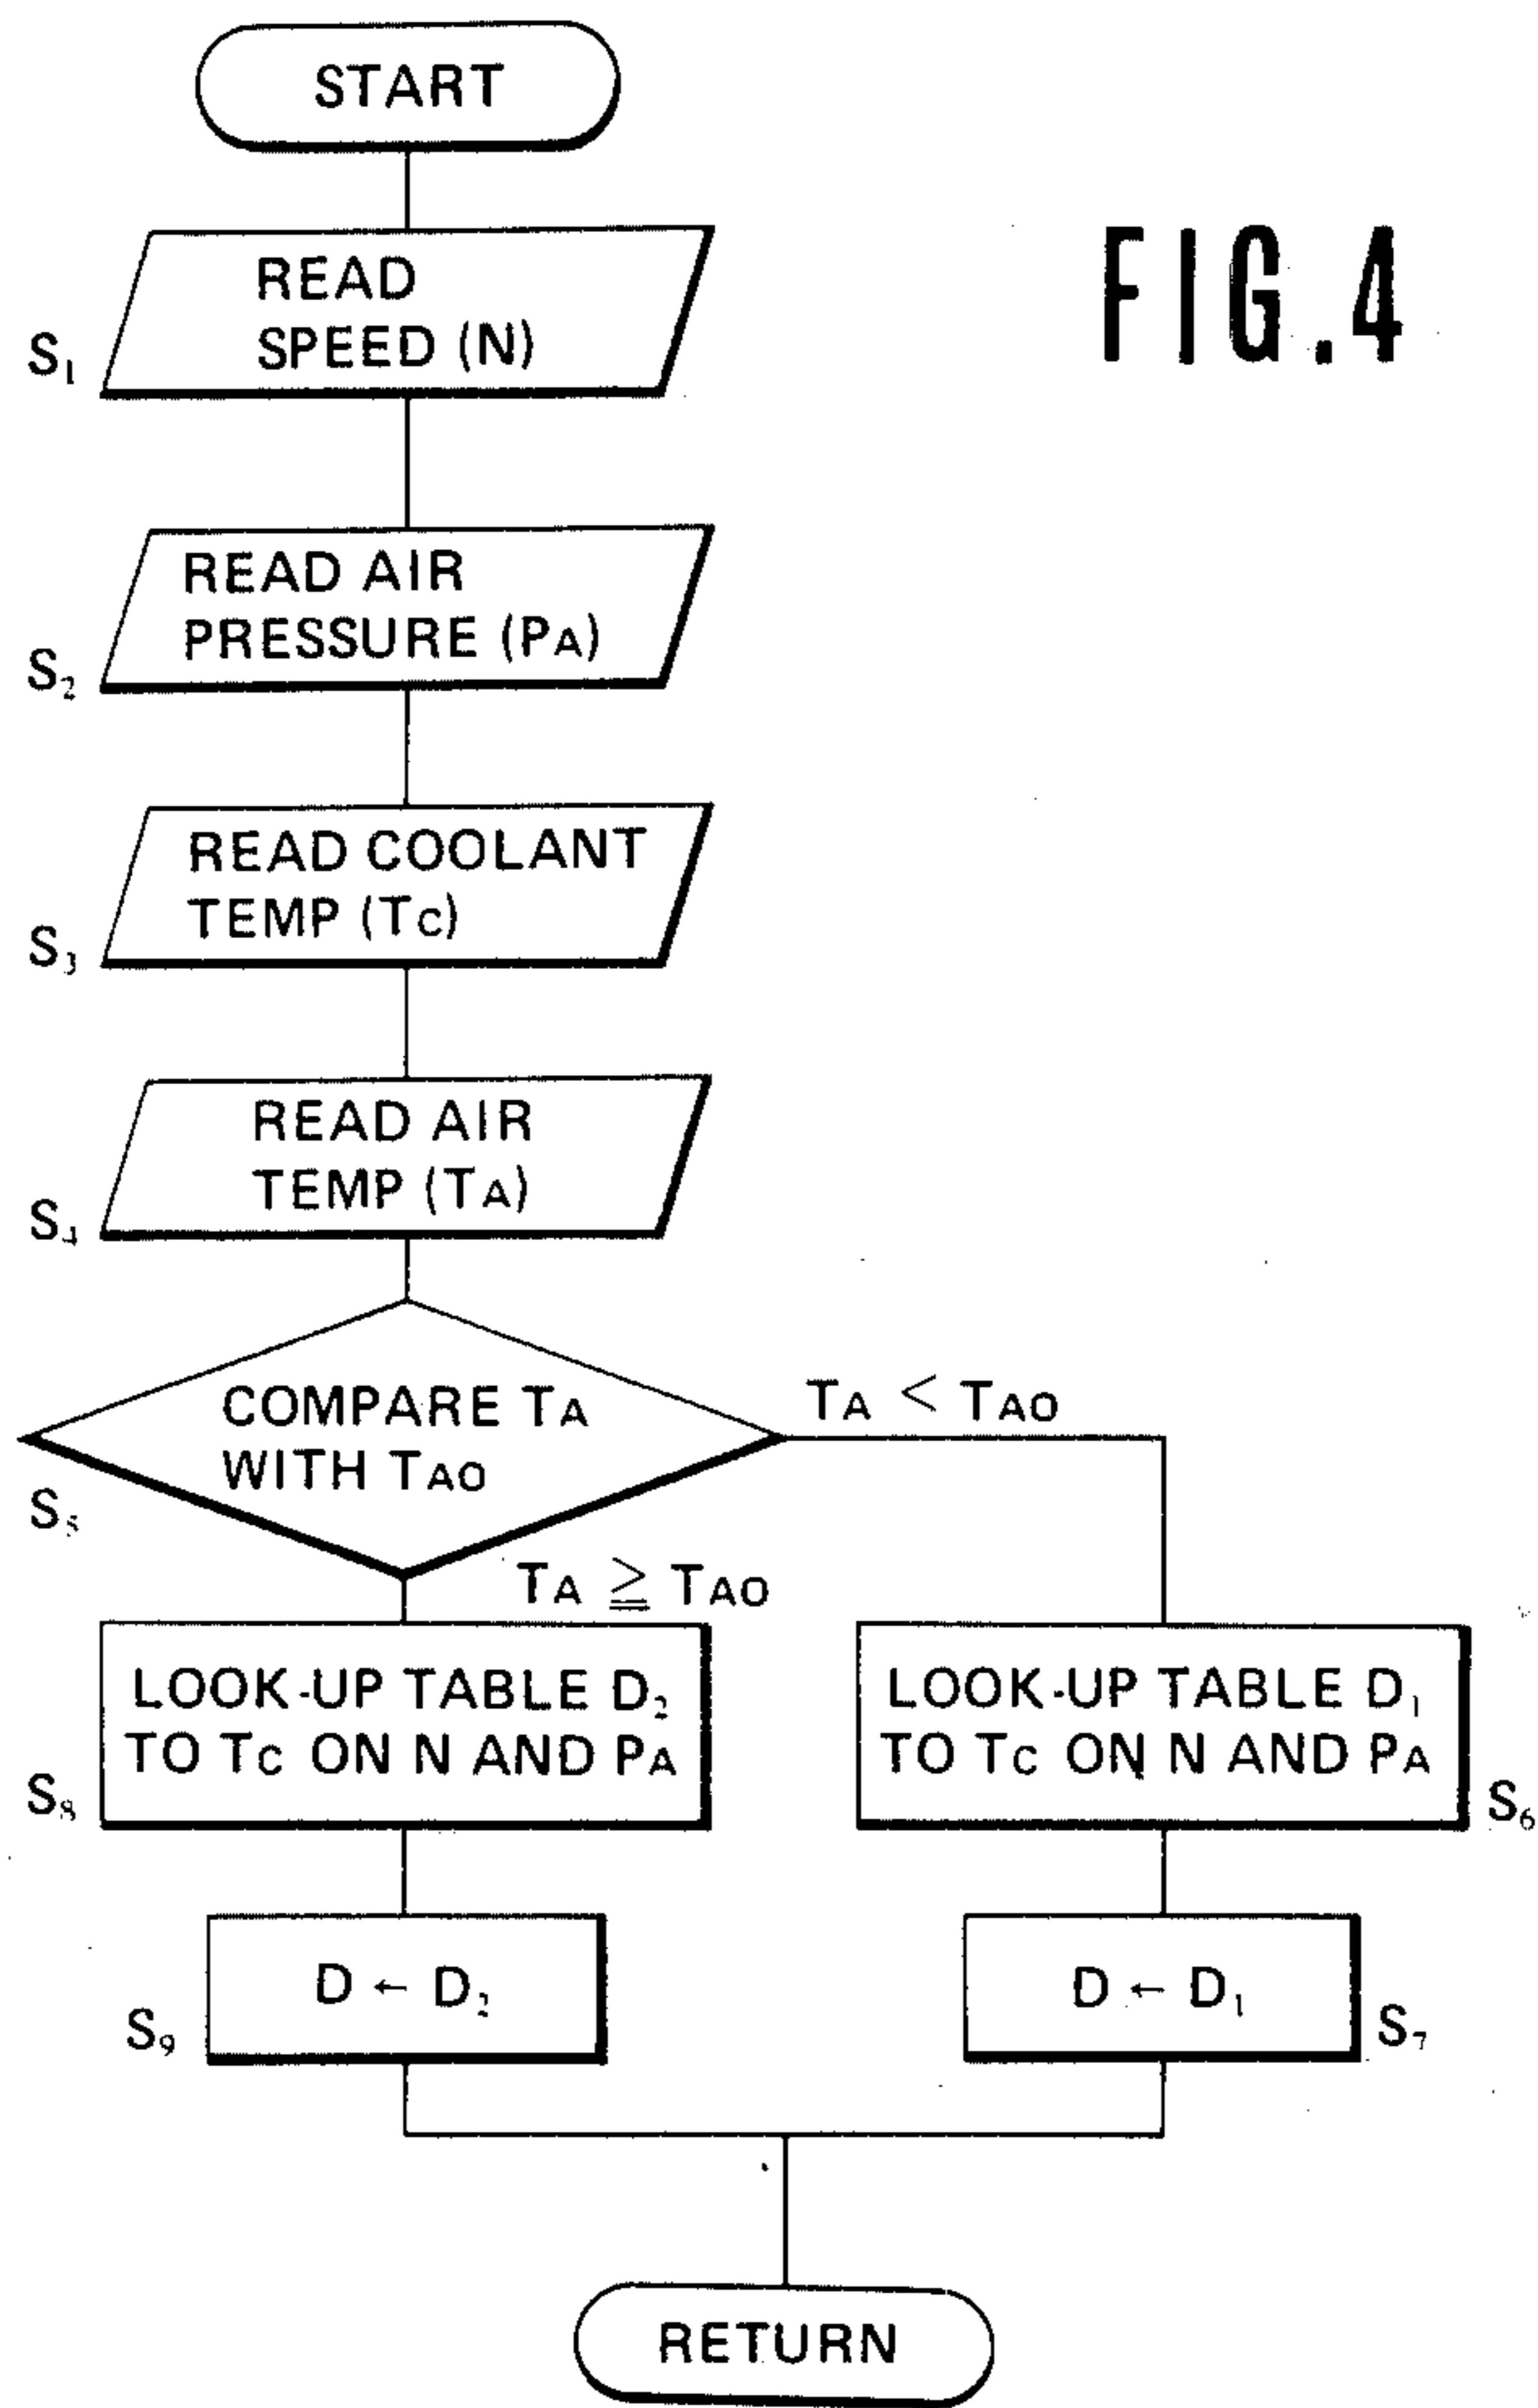 START
FIG.4
READ
SPEED (N)
S₁
READ AIR
PRESSURE (PA)
S₂
READ COOLANT
TEMP (TC)
S₃
READ AIR
TEMP (TA)
S₄
COMPARE TA
WITH TAO
S₅
TA < TAO
TA ≧ TAO
LOOK-UP TABLE D₂
TO TC ON N AND PA
S₈
LOOK-UP TABLE D₁
TO TC ON N AND PA
S₆
D ← D₂
S₉
D ← D₁
S₇
RETURN